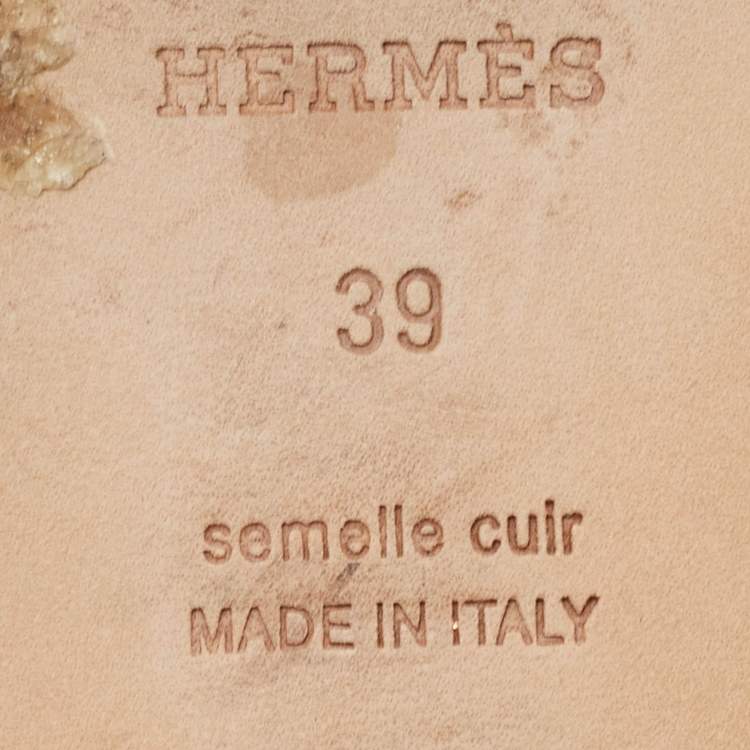 HERMÈS
39
semelle cuir
MADE IN ITALY